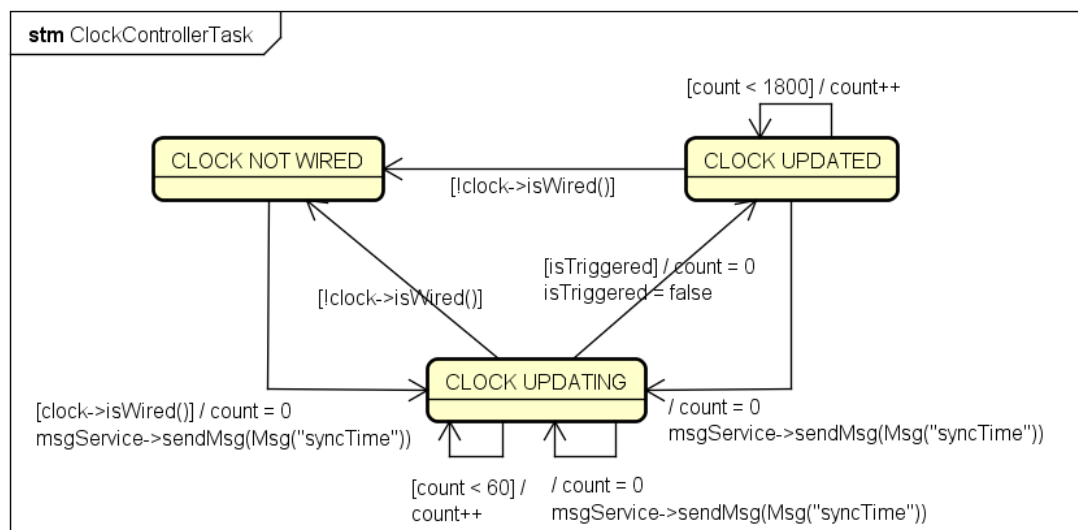 stm ClockControllerTask
[count < 1800] / count++
CLOCK NOT WIRED
CLOCK UPDATED
[!clock->isWired()]
[isTriggered] / count = 0
isTriggered = false
[!clock->isWired()]
CLOCK UPDATING
[clock->isWired()] / count = 0
msgService->sendMsg(Msg("syncTime"))
/ count = 0
msgService->sendMsg(Msg("syncTime"))
[count < 60] /
count++
/ count = 0
msgService->sendMsg(Msg("syncTime"))